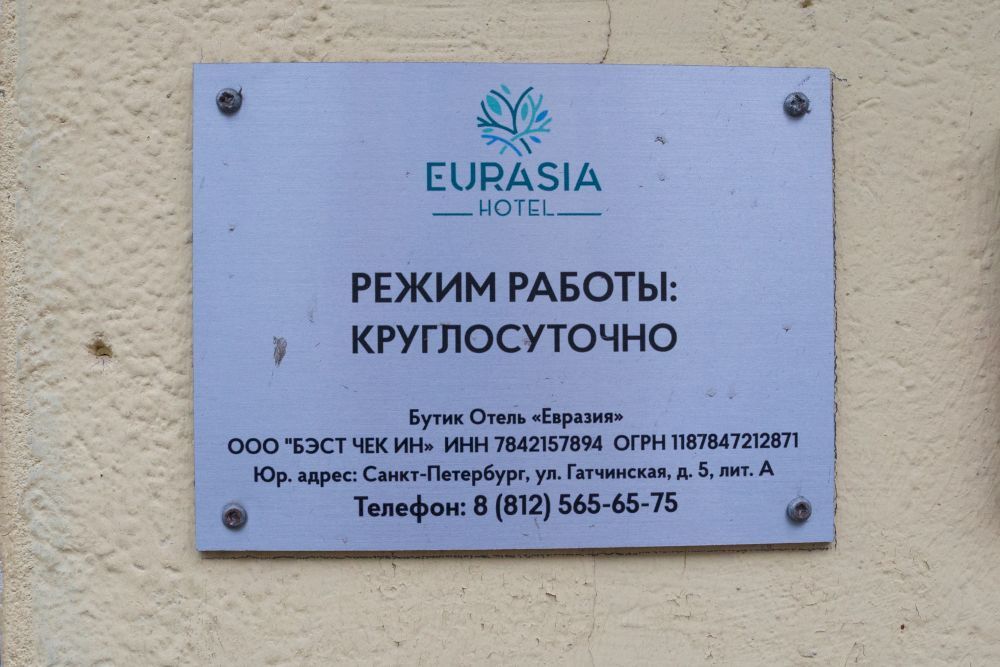 EURASIA
HOTEL
РЕЖИМ РАБОТЫ:
КРУГЛОСУТОЧНО
Бутик Отель «Евразия»
ООО "БЭСТ ЧЕК ИН» ИНН 7842157894 ОГРН 1187847212871
Юр. адрес: Санкт-Петербург, ул. Гатчинская, д. 5, лит. А
Телефон: 8 (812) 565-65-75